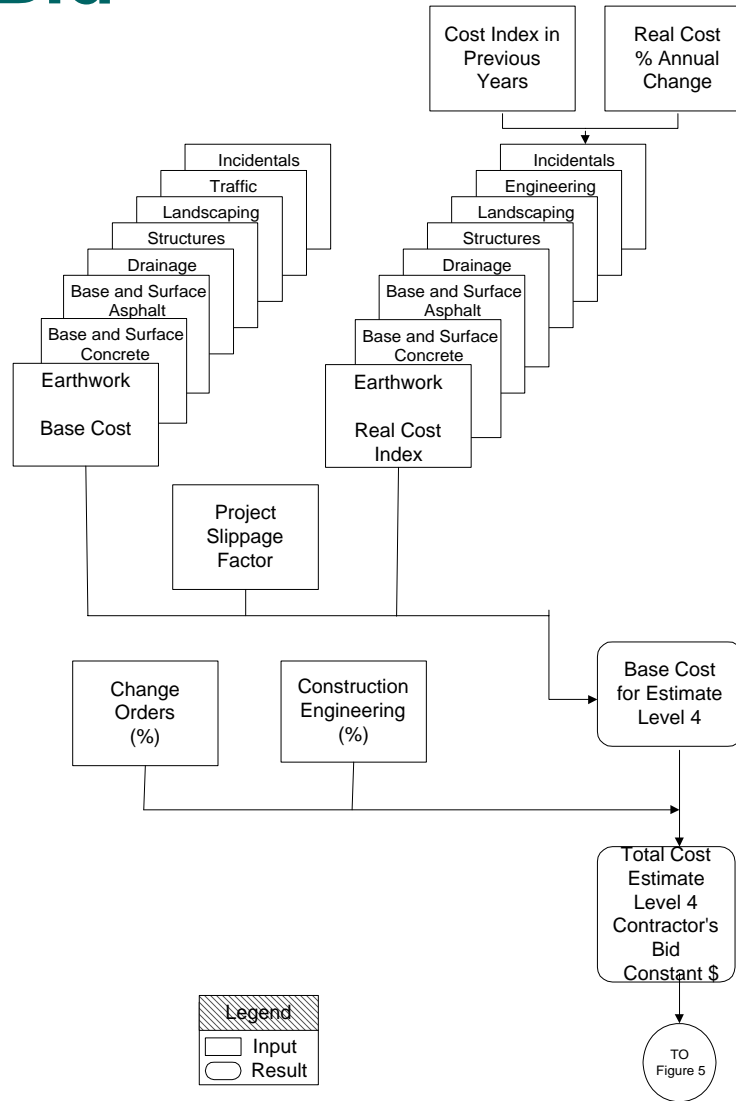 Cost Index in
Previous
Years
Real Cost
% Annual
Change
Incidentals
Traffic
Landscaping
Structures
Drainage
Base and Surface
Asphalt
Base and Surface
Concrete
Earthwork
Base Cost
Incidentals
Engineering
Landscaping
Structures
Drainage
Base and Surface
Asphalt
Base and Surface
Concrete
Earthwork
Real Cost
Index
Project
Slippage
Factor
Change
Orders
(%)
Construction
Engineering
(%)
Base Cost
for Estimate
Level 4
Total Cost
Estimate
Level 4
Contractor's
Bid
Constant $
Legend
Input
Result
TO
Figure 5